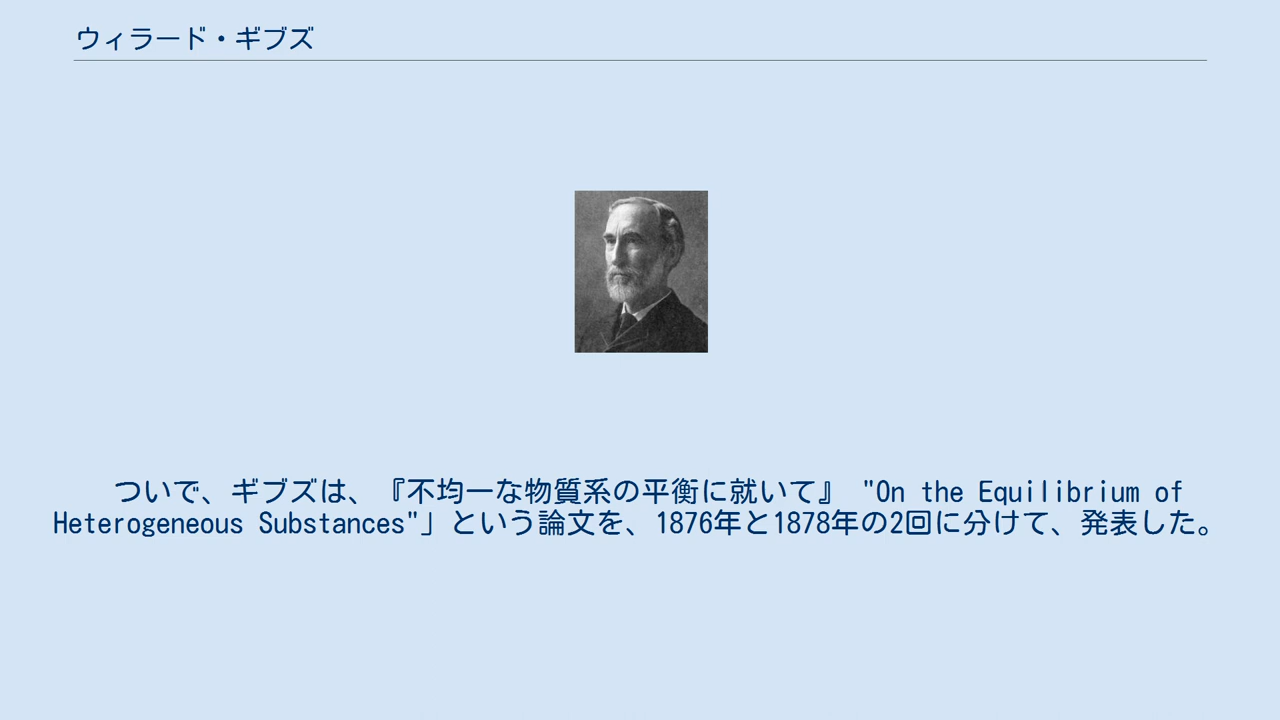 ウィラード・ギブズ
ついで、ギブズは、『不均一な物質系の平衡に就いて』 "On the Equilibrium of
Heterogeneous Substances"」という論文を、1876年と1878年の2回に分けて、発表した。